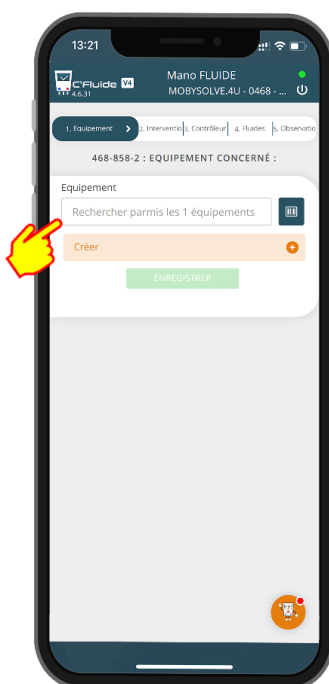 13:21
C'Fluide V4
4.6.31
Mano FLUIDE
MOBYSOLVE.4U - 0468 - ...
1. Equipement
2. Interventio
3. Contrôleur
4. Fluides
5. Observatio
468-858-2 : EQUIPEMENT CONCERNÉ :
Equipement
Rechercher parmis les 1 équipements
Créer
ENREGISTRER